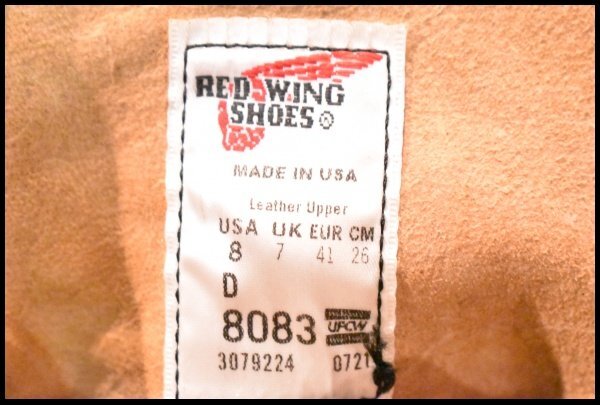 RED WING
SHOES®
MADE IN USA
Leather Upper
USA UK EUR CM
8 7 41 26
D
8083 UFCW
3079224 0721